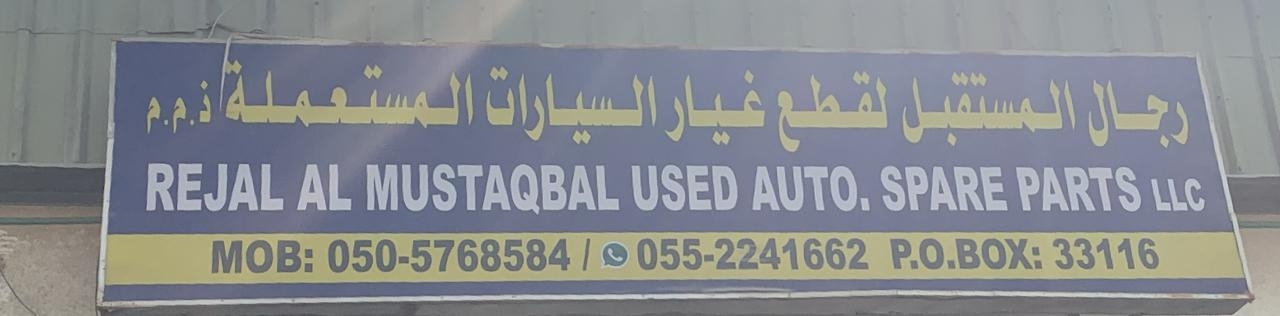 رجال المستقبل لقطع غيار السيارات المستعملة ذ.م.م
REJAL AL MUSTAQBAL USED AUTO. SPARE PARTS LLC
MOB: 050-5768584 / 055-2241662 P.O.BOX: 33116